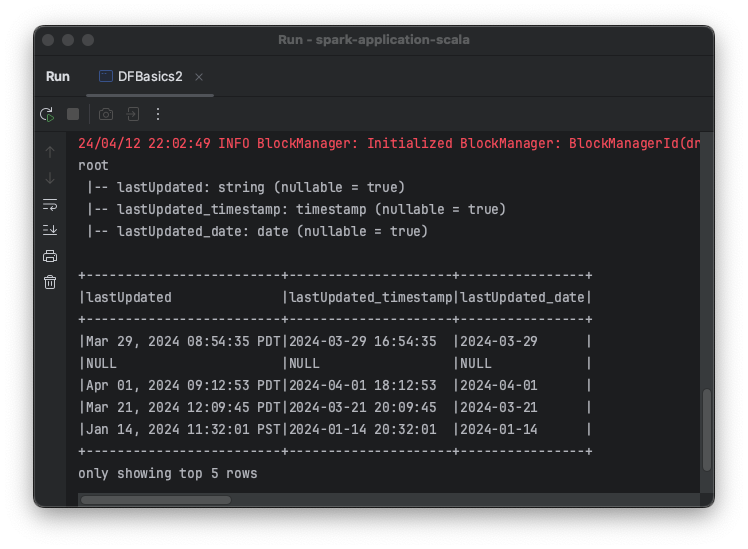 Run - spark-application-scala
Run DFBasics2
24/04/12 22:02:49 INFO BlockManager: Initialized BlockManager: BlockManagerId(dr
root
 |-- lastUpdated: string (nullable = true)
 |-- lastUpdated_timestamp: timestamp (nullable = true)
 |-- lastUpdated_date: date (nullable = true)
+-------------------------+---------------------+----------------+
|lastUpdated              |lastUpdated_timestamp|lastUpdated_date|
+-------------------------+---------------------+----------------+
|Mar 29, 2024 08:54:35 PDT|2024-03-29 16:54:35  |2024-03-29      |
|NULL                     |NULL                 |NULL            |
|Apr 01, 2024 09:12:53 PDT|2024-04-01 18:12:53  |2024-04-01      |
|Mar 21, 2024 12:09:45 PDT|2024-03-21 20:09:45  |2024-03-21      |
|Jan 14, 2024 11:32:01 PST|2024-01-14 20:32:01  |2024-01-14      |
+-------------------------+---------------------+----------------+
only showing top 5 rows